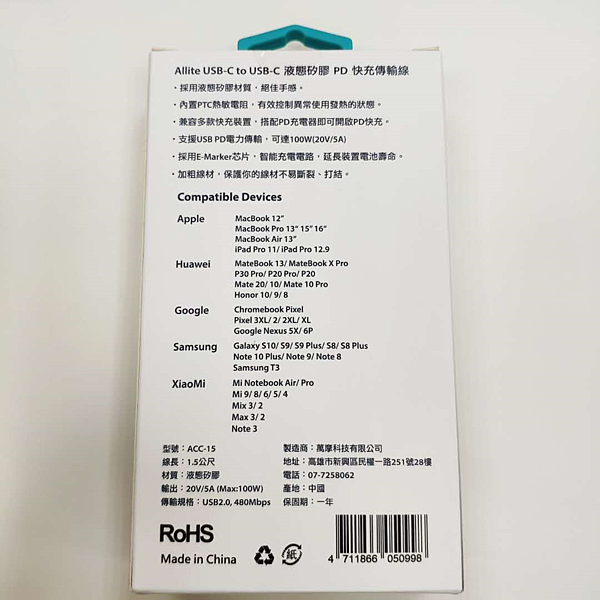 Allite USB-C to USB-C 液態矽膠 PD 快充傳輸線
・採用液態矽膠材質，絕佳手感。
・內置PTC熱敏電阻，有效控制異常使用發熱的狀態。
・兼容多款快充裝置，搭配PD充電器即可開啟PD快充。
・支援USB PD電力傳輸，可達100W(20V/5A)
・採用E-Marker芯片，智能充電電路，延長裝置電池壽命。
・加粗線材，保護你的線材不易斷裂、打結。
Compatible Devices
Apple MacBook 12”
MacBook Pro 13” 15” 16”
MacBook Air 13”
iPad Pro 11/ iPad Pro 12.9
Huawei MateBook 13/ MateBook X Pro
P30 Pro/ P20 Pro/ P20
Mate 20/ 10/ Mate 10 Pro
Honor 10/ 9/ 8
Google Chromebook Pixel
Pixel 3XL/ 2/ 2XL/ XL
Google Nexus 5X/ 6P
Samsung Galaxy S10/ S9/ S9 Plus/ S8/ S8 Plus
Note 10 Plus/ Note 9/ Note 8
Samsung T3
XiaoMi Mi Notebook Air/ Pro
Mi 9/ 8/ 6/ 5/ 4
Mix 3/ 2
Max 3/ 2
Note 3
型號：ACC-15 製造商：萬摩科技有限公司
線長：1.5公尺 地址：高雄市新興區民權一路251號28樓
材質：液態矽膠 電話：07-7258062
輸出：20V/5A (Max:100W) 產地：中國
傳輸規格：USB2.0, 480Mbps 保固期：一年
RoHS
Made in China 紙 4 711866 050998